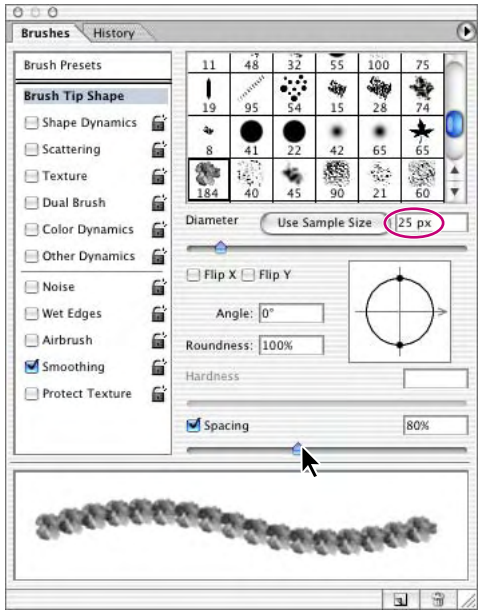 Brushes History
Brush Presets
Brush Tip Shape
Shape Dynamics
Scattering
Texture
Dual Brush
Color Dynamics
Other Dynamics
Noise
Wet Edges
Airbrush
Smoothing
Protect Texture
11 48 32 55 100 75
19 95 54 15 28 74
8 41 22 42 65 65
184 40 45 90 21 60
Diameter Use Sample Size 25 px
Flip X Flip Y
Angle: 0°
Roundness: 100%
Hardness
Spacing 80%